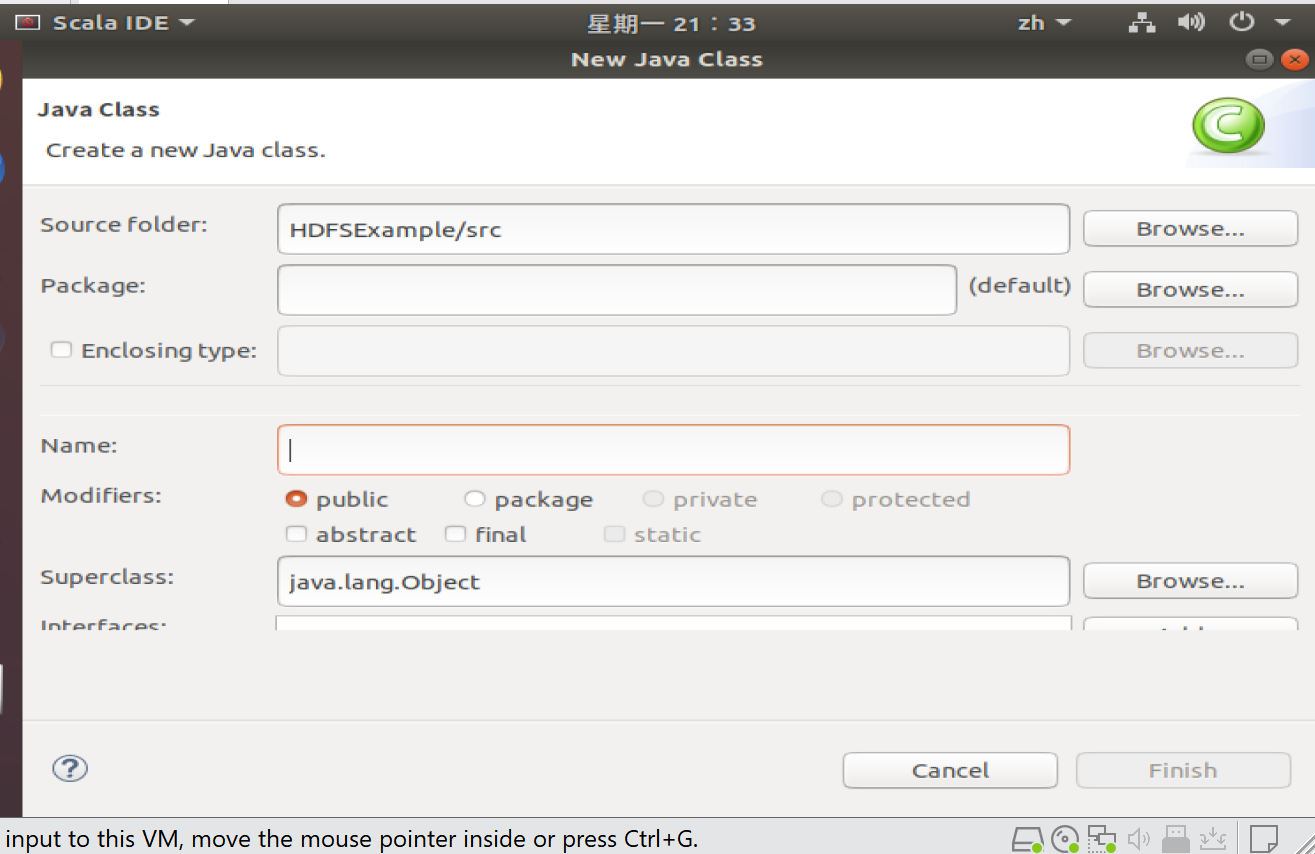 Scala IDE 星期一 21：33 zh
New Java Class
Java Class
Create a new Java class.
Source folder: HDFSExample/src Browse...
Package: (default) Browse...
Enclosing type: Browse...
Name:
Modifiers: public package private protected
abstract final static
Superclass: java.lang.Object Browse...
Interfaces:
Cancel Finish
input to this VM, move the mouse pointer inside or press Ctrl+G.